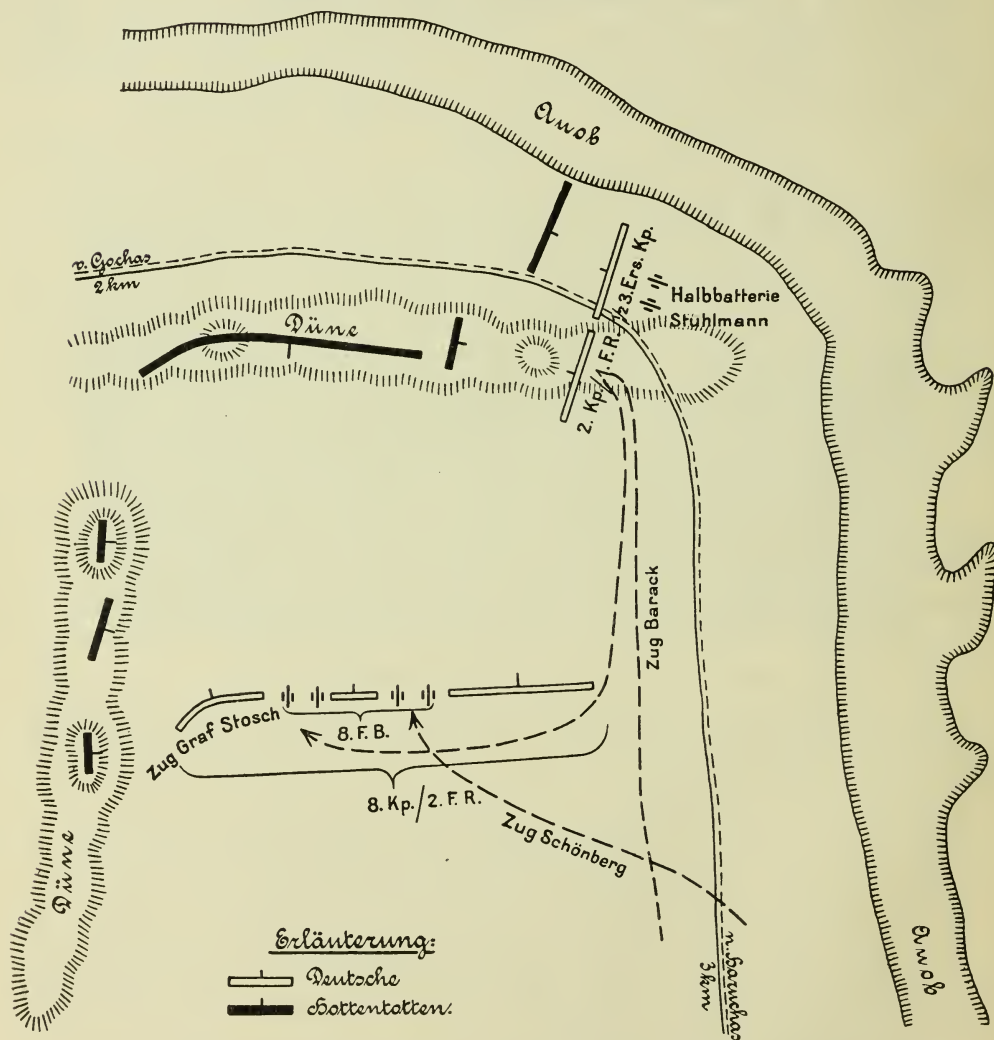 Auob
v. Gochas
2 km
Düne
½ 3. Ers. Kp.
Halbbatterie
Stuhlmann
2. Kp./1. F. R.
Zug Barack
Zug Graf Stosch
8. F. B.
8. Kp./2. F. R.
Zug Schönberg
Düne
Erläuterung:
Deutsche
Hottentotten.
n. Haruchas
3 km
Auob